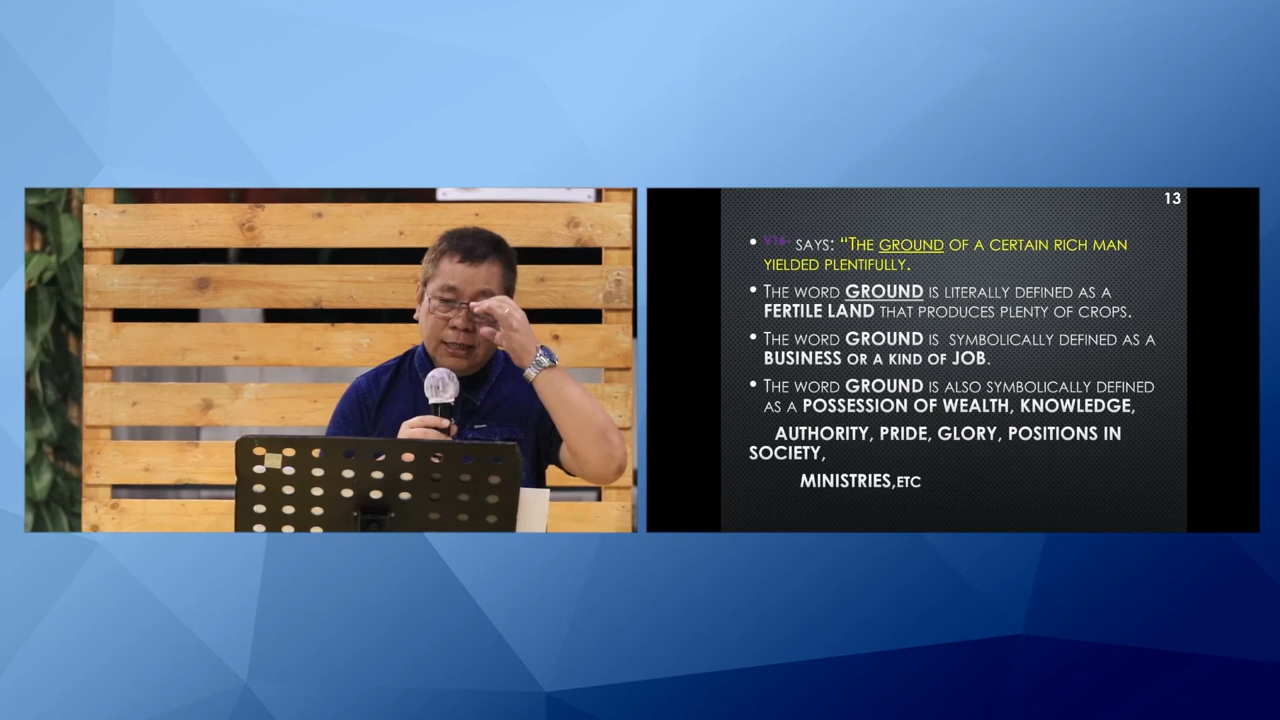 13
• V16- SAYS: “THE GROUND OF A CERTAIN RICH MAN
YIELDED PLENTIFULLY.
• THE WORD GROUND IS LITERALLY DEFINED AS A
FERTILE LAND THAT PRODUCES PLENTY OF CROPS.
• THE WORD GROUND IS SYMBOLICALLY DEFINED AS A
BUSINESS OR A KIND OF JOB.
• THE WORD GROUND IS ALSO SYMBOLICALLY DEFINED
AS A POSSESSION OF WEALTH, KNOWLEDGE,
AUTHORITY, PRIDE, GLORY, POSITIONS IN
SOCIETY,
MINISTRIES,ETC